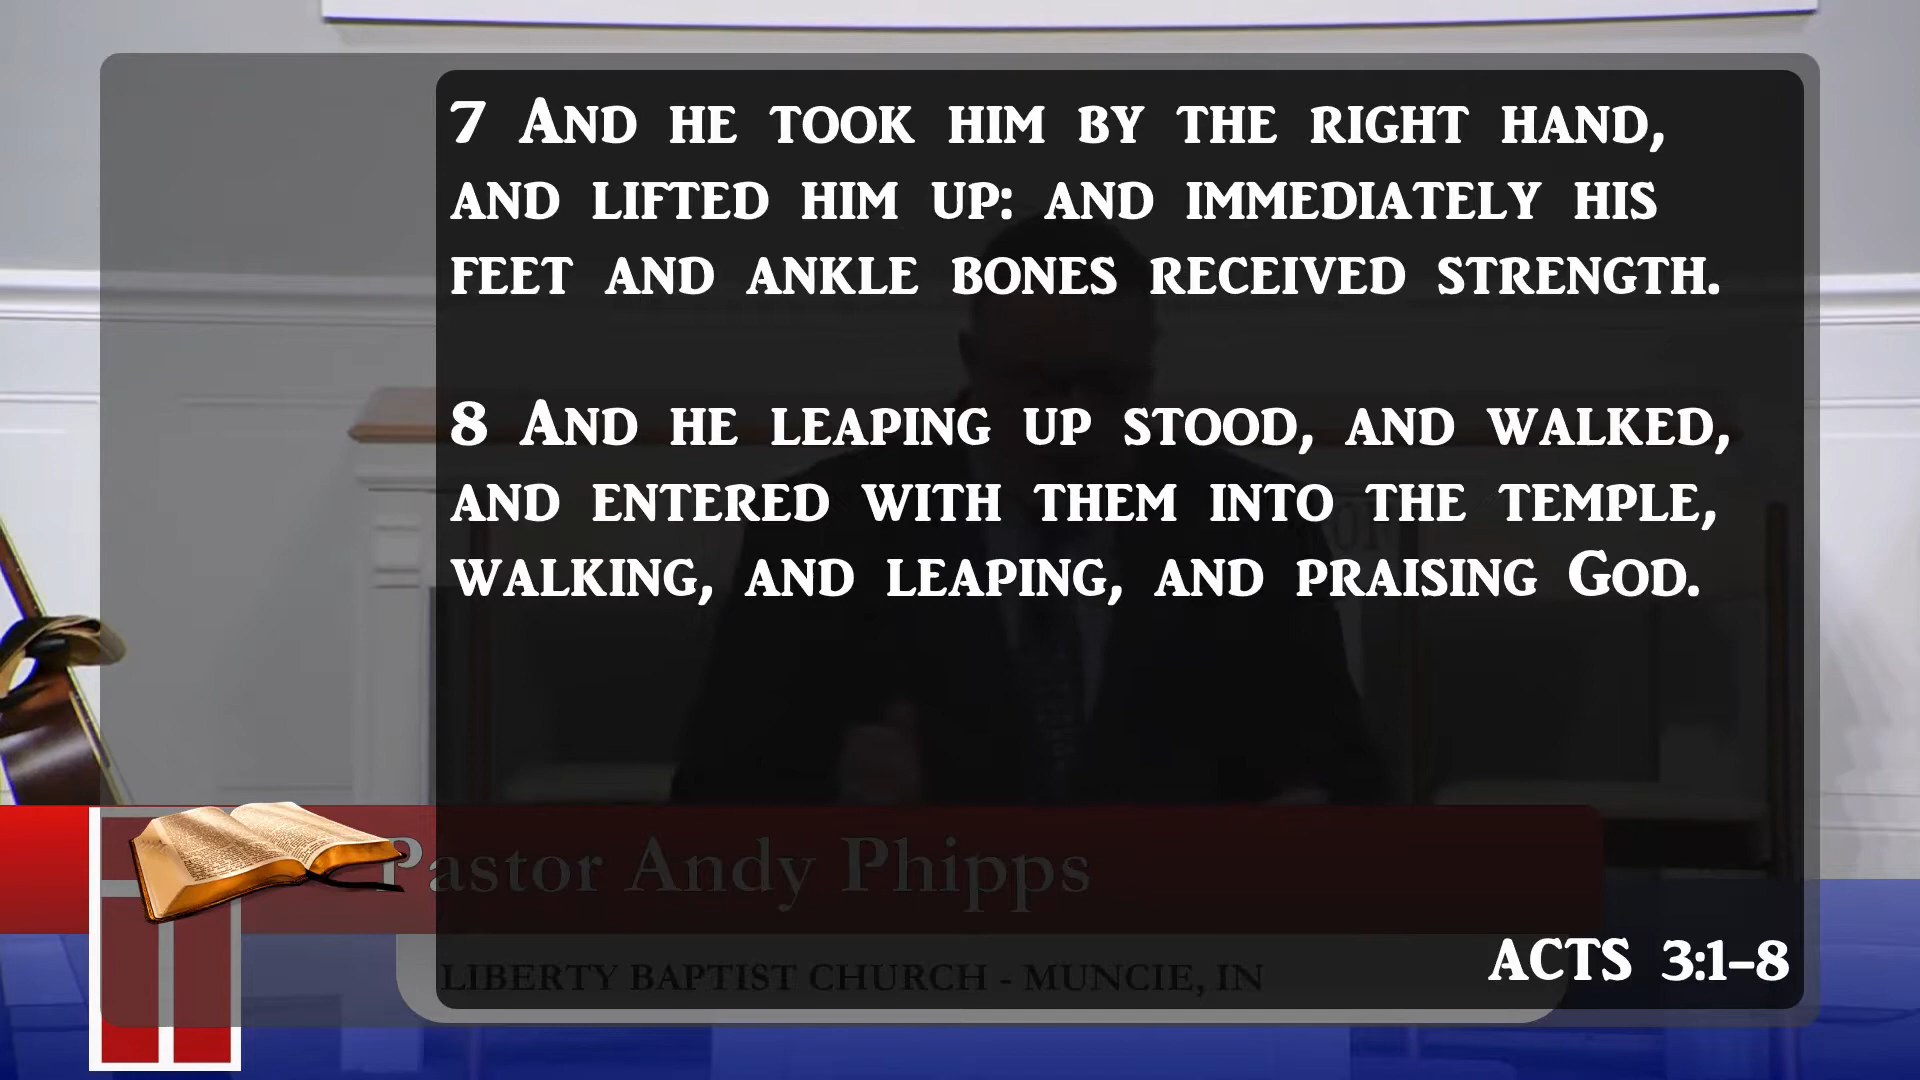 7 And he took him by the right hand,
and lifted him up: and immediately his
feet and ankle bones received strength.
8 And he leaping up stood, and walked,
and entered with them into the temple,
walking, and leaping, and praising God.
Pastor Andy Phipps
LIBERTY BAPTIST CHURCH - MUNCIE, IN
ACTS 3:1-8